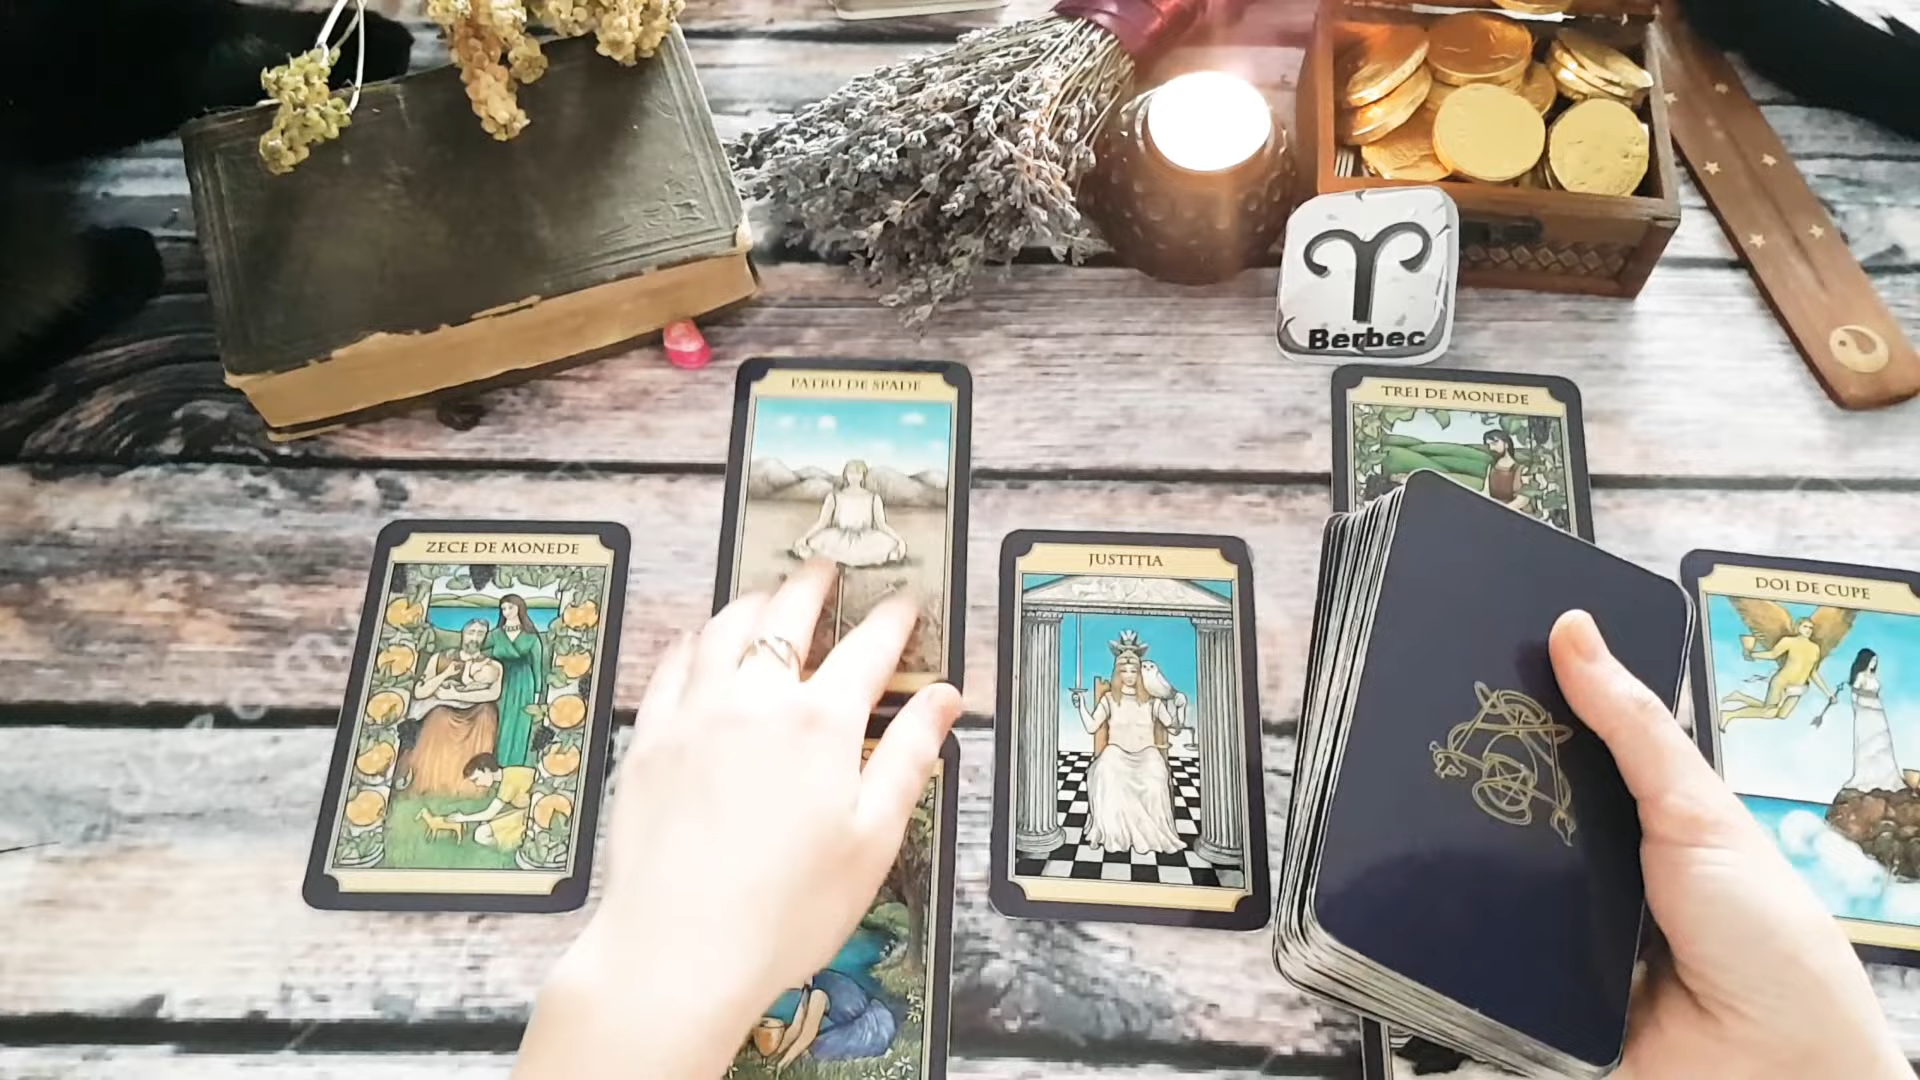 Berbec
PATRU DE SPADE
TREI DE MONEDE
ZECE DE MONEDE
JUSTIȚIA
DOI DE CUPE